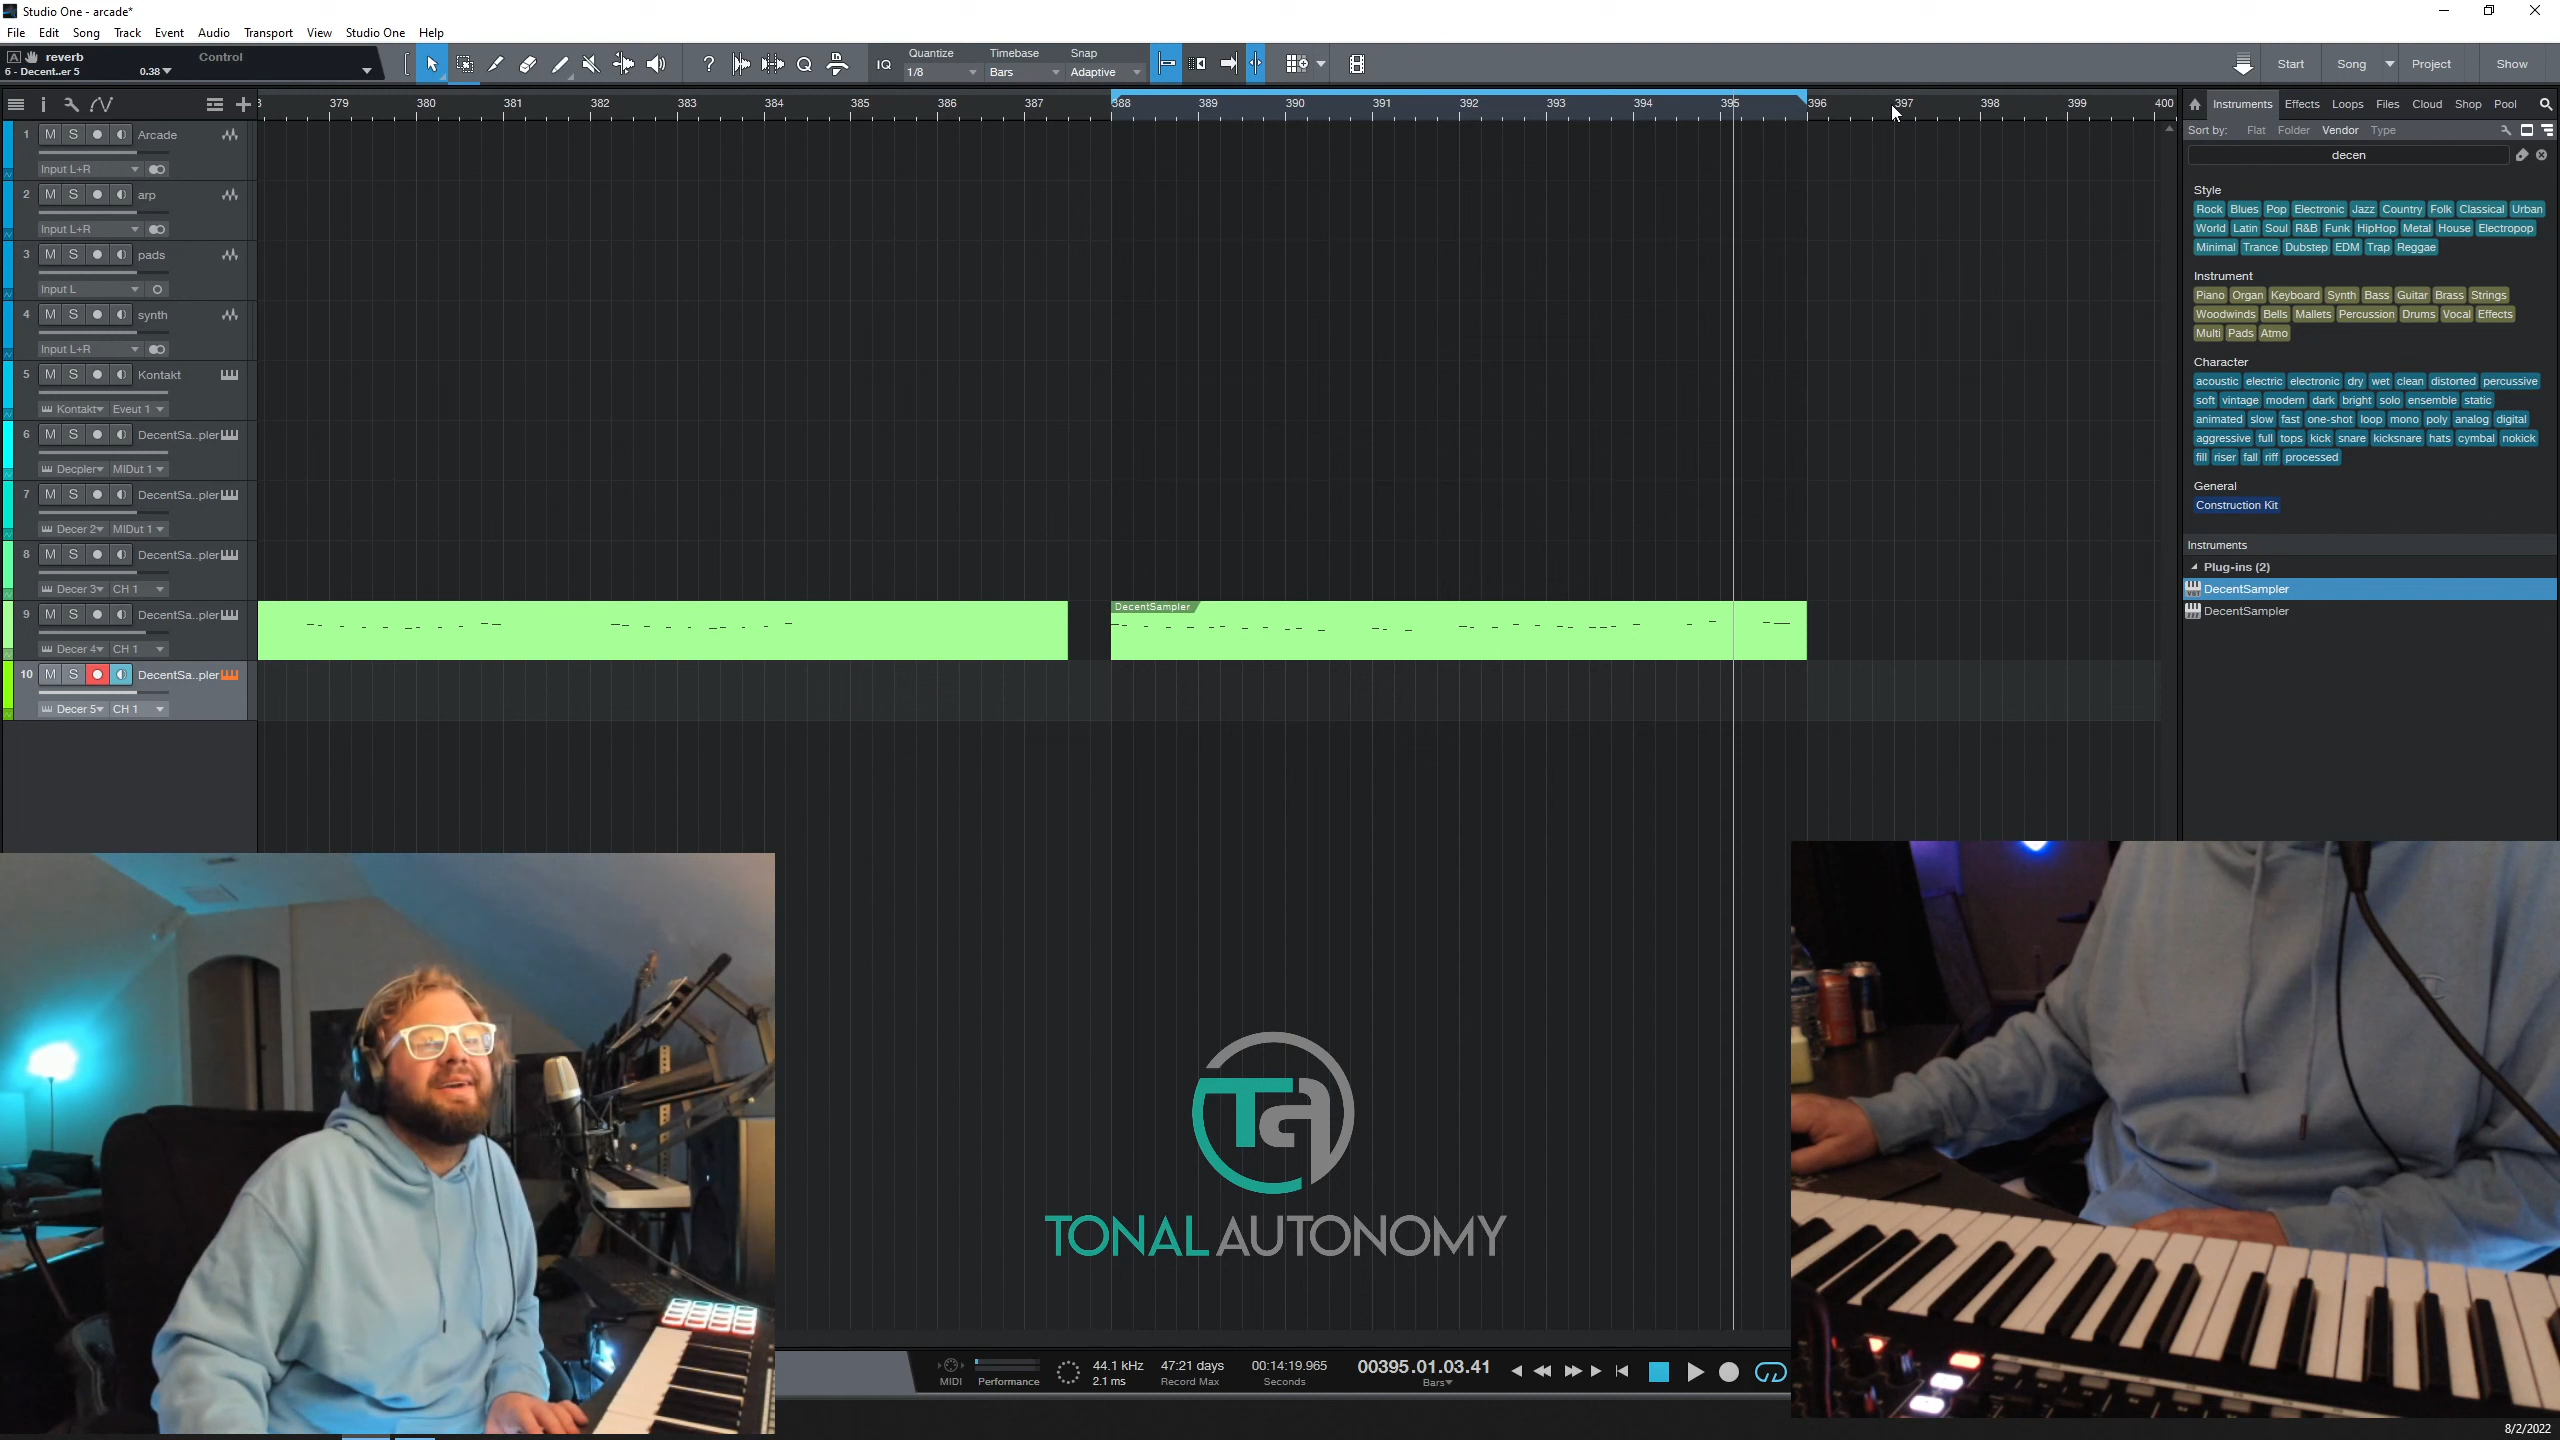 Studio One - arcade*
File Edit Song Track Event Audio Transport View Studio One Help
reverb Control
6 - Decent..er 5 0.38
Quantize Timebase Snap
IQ 1/8 Bars Adaptive
Start Song Project Show
379 380 381 382 383 384 385 386 387 388 389 390 391 392 393 394 395 396 397 398 399 400
Instruments Effects Loops Files Cloud Shop Pool
Sort by: Flat Folder Vendor Type
decen
1 M S Arcade
Input L+R
2 M S arp
Input L+R
3 M S pads
Input L
4 M S synth
Input L+R
5 M S Kontakt
Kontakt Eveut 1
6 M S DecentSa..pler
Decpler MIDut 1
7 M S DecentSa..pler
Decer 2 MIDut 1
8 M S DecentSa..pler
Decer 3 CH 1
9 M S DecentSa..pler
Decer 4 CH 1
10 M S DecentSa..pler
Decer 5 CH 1
DecentSampler
Style
Rock Blues Pop Electronic Jazz Country Folk Classical Urban
World Latin Soul R&B Funk HipHop Metal House Electropop
Minimal Trance Dubstep EDM Trap Reggae
Instrument
Piano Organ Keyboard Synth Bass Guitar Brass Strings
Woodwinds Bells Mallets Percussion Drums Vocal Effects
Multi Pads Atmo
Character
acoustic electric electronic dry wet clean distorted percussive
soft vintage modern dark bright solo ensemble static
animated slow fast one-shot loop mono poly analog digital
aggressive full tops kick snare kicksnare hats cymbal nokick
fill riser fall riff processed
General
Construction Kit
Instruments
Plug-ins (2)
DecentSampler
DecentSampler
Ta
TONAL AUTONOMY
MIDI Performance
44.1 kHz
2.1 ms
47:21 days
Record Max
00:14:19.965
Seconds
00395.01.03.41
Bars
8/2/2022